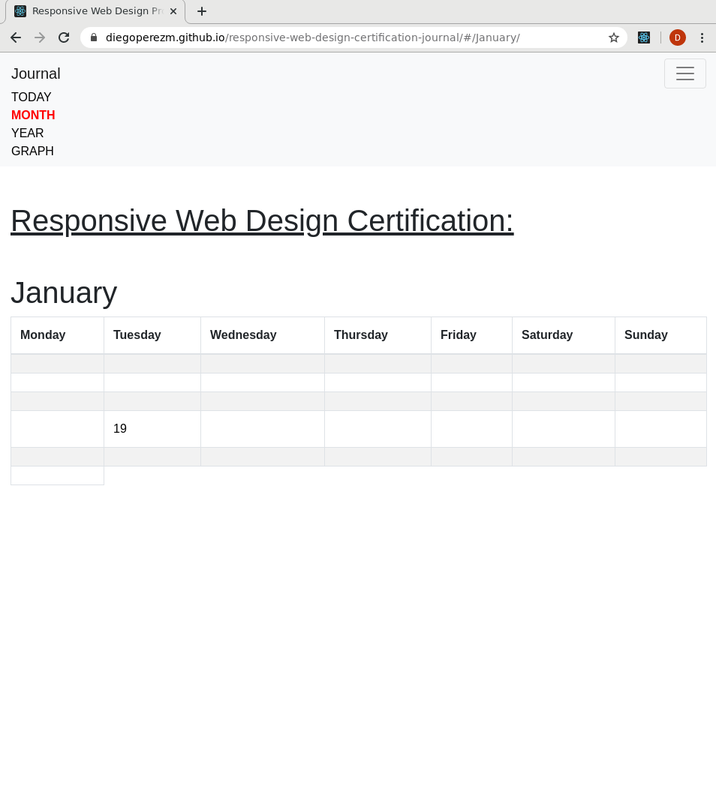 Responsive Web Design Pr
diegoperezm.github.io/responsive-web-design-certification-journal/#/January/
D
Journal
TODAY
MONTH
YEAR
GRAPH
Responsive Web Design Certification:
January
Monday Tuesday Wednesday Thursday Friday Saturday Sunday
19